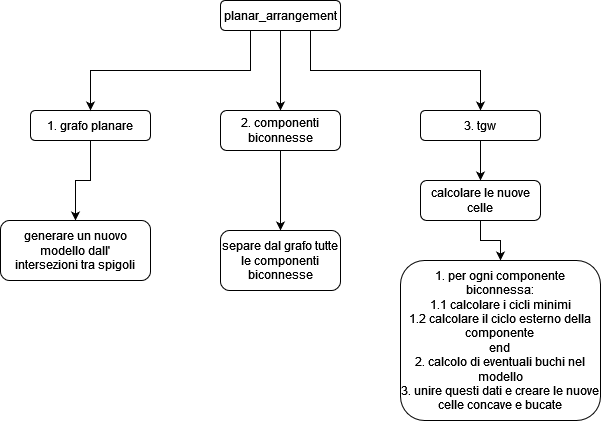 planar_arrangement
1. grafo planare
2. componenti
biconnesse
3. tgw
generare un nuovo
modello dall'
intersezioni tra spigoli
separe dal grafo tutte
le componenti
biconnesse
calcolare le nuove
celle
1. per ogni componente
biconnessa:
1.1 calcolare i cicli minimi
1.2 calcolare il ciclo esterno della
componente
end
2. calcolo di eventuali buchi nel
modello
3. unire questi dati e creare le nuove
celle concave e bucate